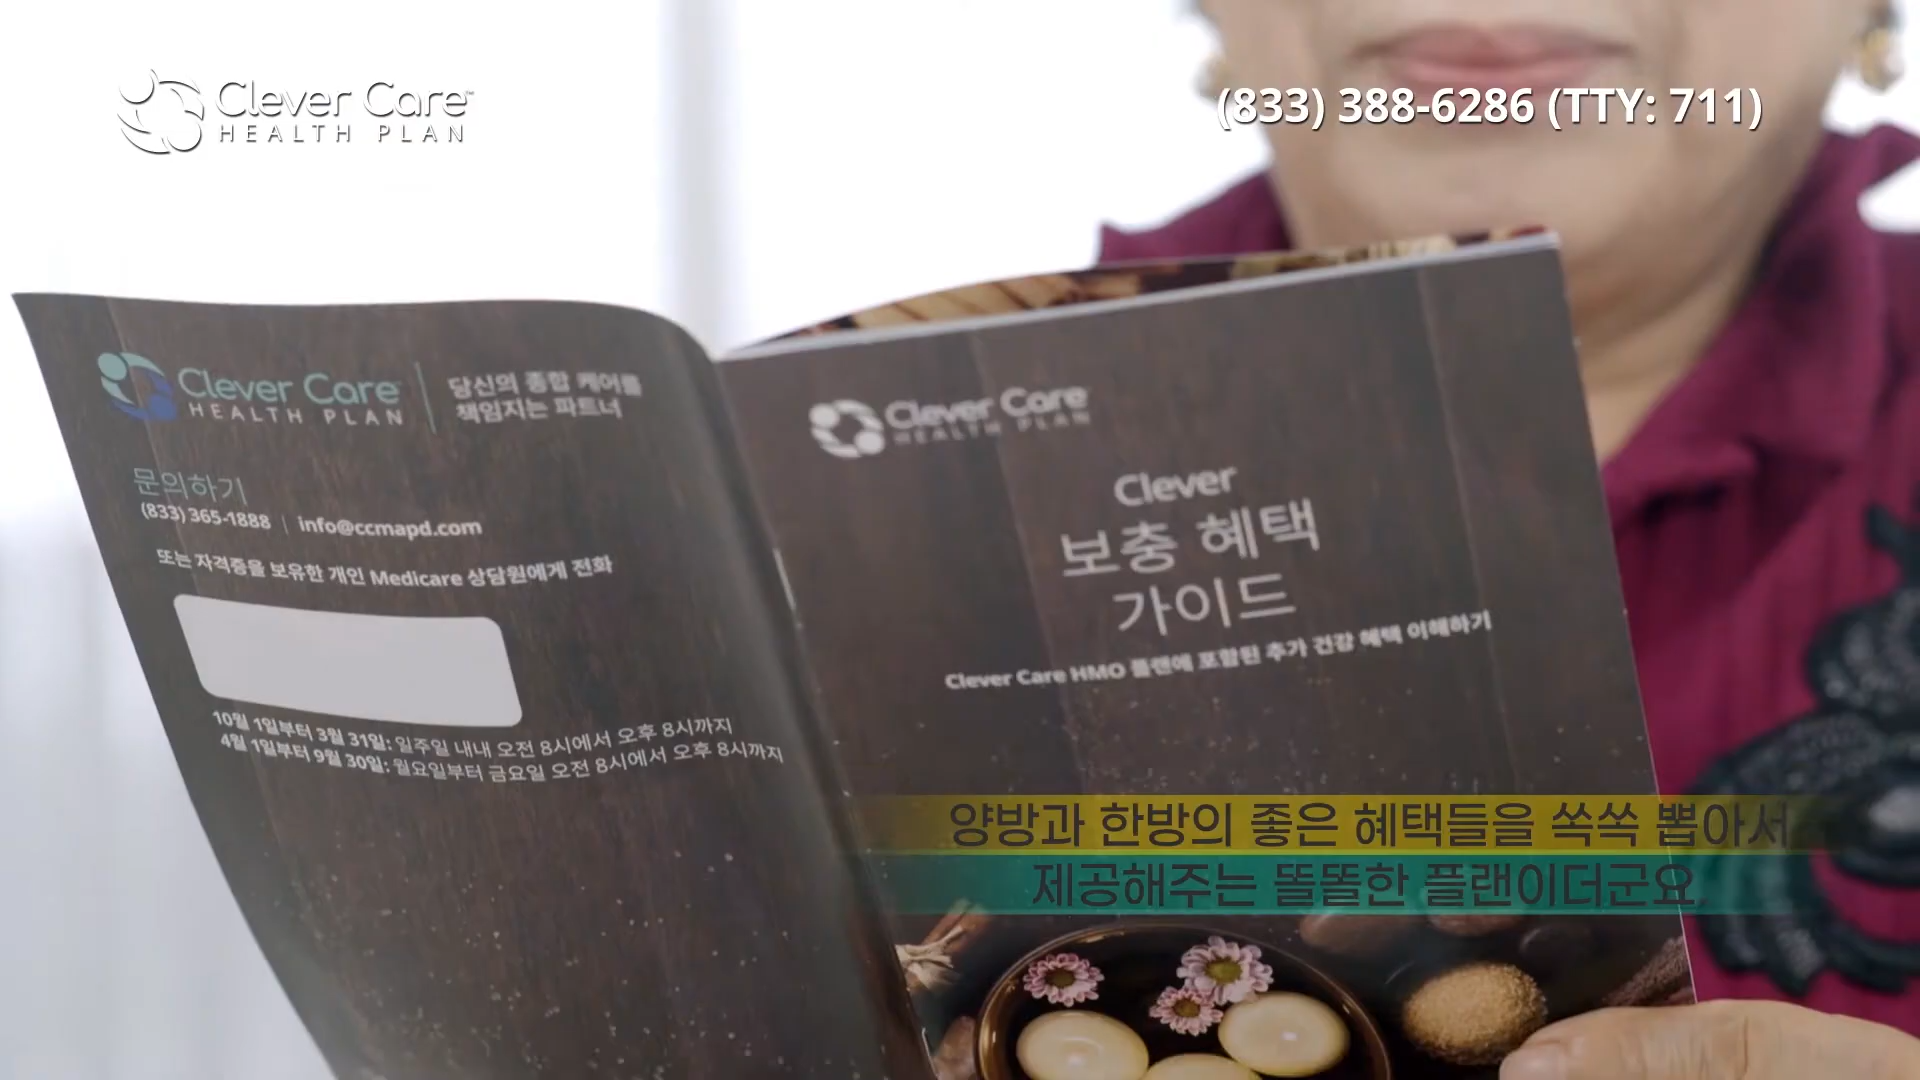 Clever Care™
HEALTH PLAN
(833) 388-6286 (TTY: 711)
Clever Care
HEALTH PLAN
당신의 종합 케어를
책임지는 파트너
문의하기
(833) 365-1888 | info@ccmapd.com
또는 자격증을 보유한 개인 Medicare 상담원에게 전화
10월 1일부터 3월 31일: 일주일 내내 오전 8시에서 오후 8시까지
4월 1일부터 9월 30일: 월요일부터 금요일 오전 8시에서 오후 8시까지
Clever Care
HEALTH PLAN
Clever
보충 혜택
가이드
Clever Care HMO 플랜에 포함된 추가 건강 혜택 이해하기
양방과 한방의 좋은 혜택들을 쏙쏙 뽑아서
제공해주는 똘똘한 플랜이더군요.